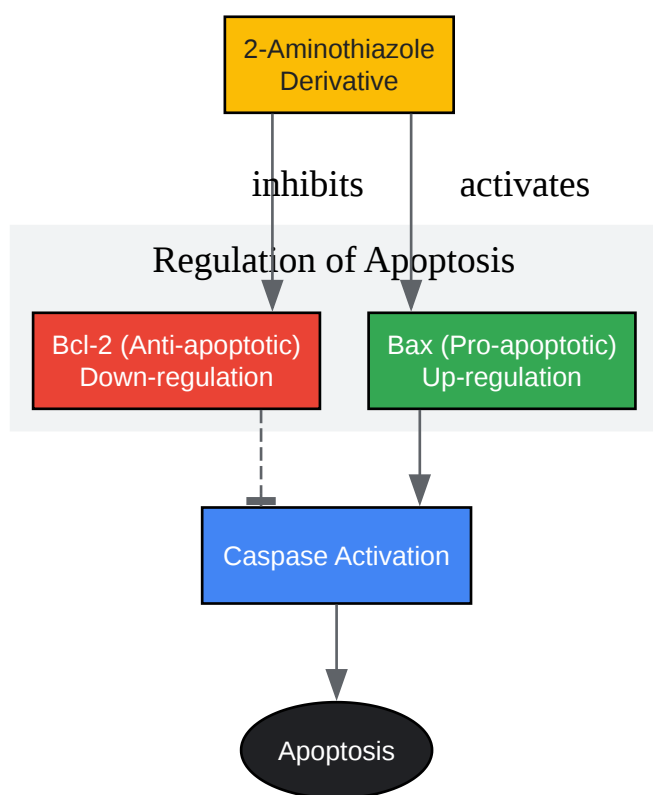 2-Aminothiazole
Derivative
inhibits
activates
Regulation of Apoptosis
Bcl-2 (Anti-apoptotic)
Down-regulation
Bax (Pro-apoptotic)
Up-regulation
Caspase Activation
Apoptosis